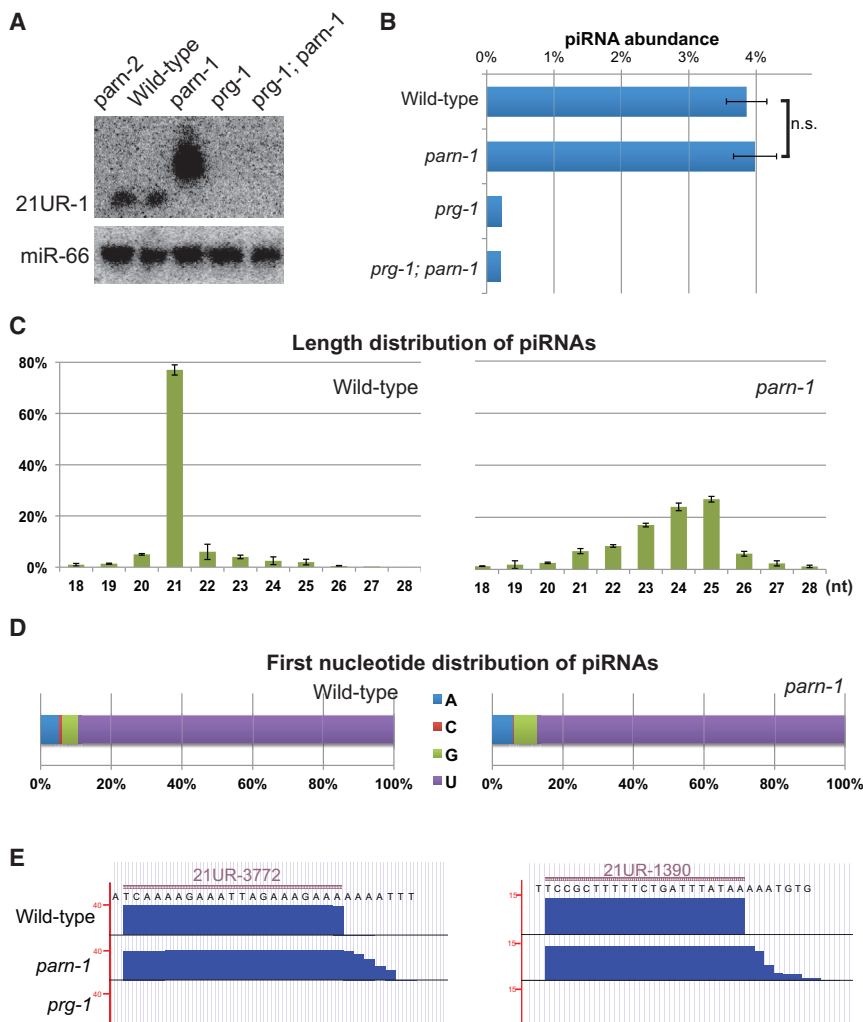 A
parn-2
Wild-type
parn-1
prg-1
prg-1; parn-1
21UR-1
miR-66
B
piRNA abundance
0% 1% 2% 3% 4%
Wild-type
parn-1
prg-1
prg-1; parn-1
n.s.
C
Length distribution of piRNAs
80%
60%
40%
20%
0%
Wild-type
18 19 20 21 22 23 24 25 26 27 28
parn-1
18 19 20 21 22 23 24 25 26 27 28 (nt)
D
First nucleotide distribution of piRNAs
Wild-type
0% 20% 40% 60% 80% 100%
A
C
G
U
parn-1
0% 20% 40% 60% 80% 100%
E
21UR-3772
A T C A A A A G A A A T T A G A A A G A A A A A A A T T T
40
Wild-type
40
parn-1
40
prg-1
21UR-1390
T T C C G C T T T T T C T G A T T T A T A A A A A T G T G
15
15
15